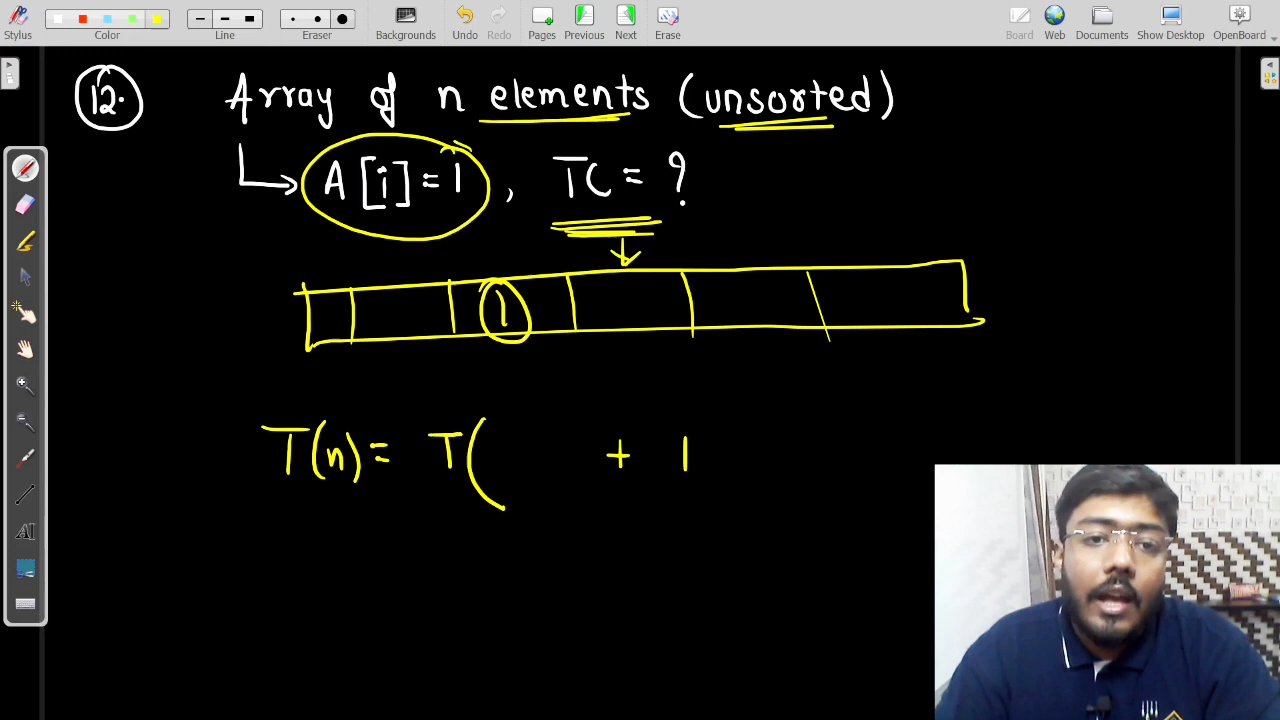 Stylus Color Line Eraser Backgrounds Undo Redo Pages Previous Next Erase Board Web Documents Show Desktop OpenBoard
12. Array of n elements (unsorted)
A[i] = 1, TC = ?
1
T(n) = T( + 1
AI